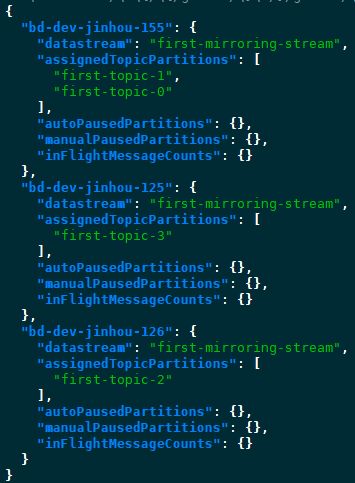 {
  "bd-dev-jinhou-155": {
    "datastream": "first-mirroring-stream",
    "assignedTopicPartitions": [
      "first-topic-1",
      "first-topic-0"
    ],
    "autoPausedPartitions": {},
    "manualPausedPartitions": {},
    "inFlightMessageCounts": {}
  },
  "bd-dev-jinhou-125": {
    "datastream": "first-mirroring-stream",
    "assignedTopicPartitions": [
      "first-topic-3"
    ],
    "autoPausedPartitions": {},
    "manualPausedPartitions": {},
    "inFlightMessageCounts": {}
  },
  "bd-dev-jinhou-126": {
    "datastream": "first-mirroring-stream",
    "assignedTopicPartitions": [
      "first-topic-2"
    ],
    "autoPausedPartitions": {},
    "manualPausedPartitions": {},
    "inFlightMessageCounts": {}
  }
}